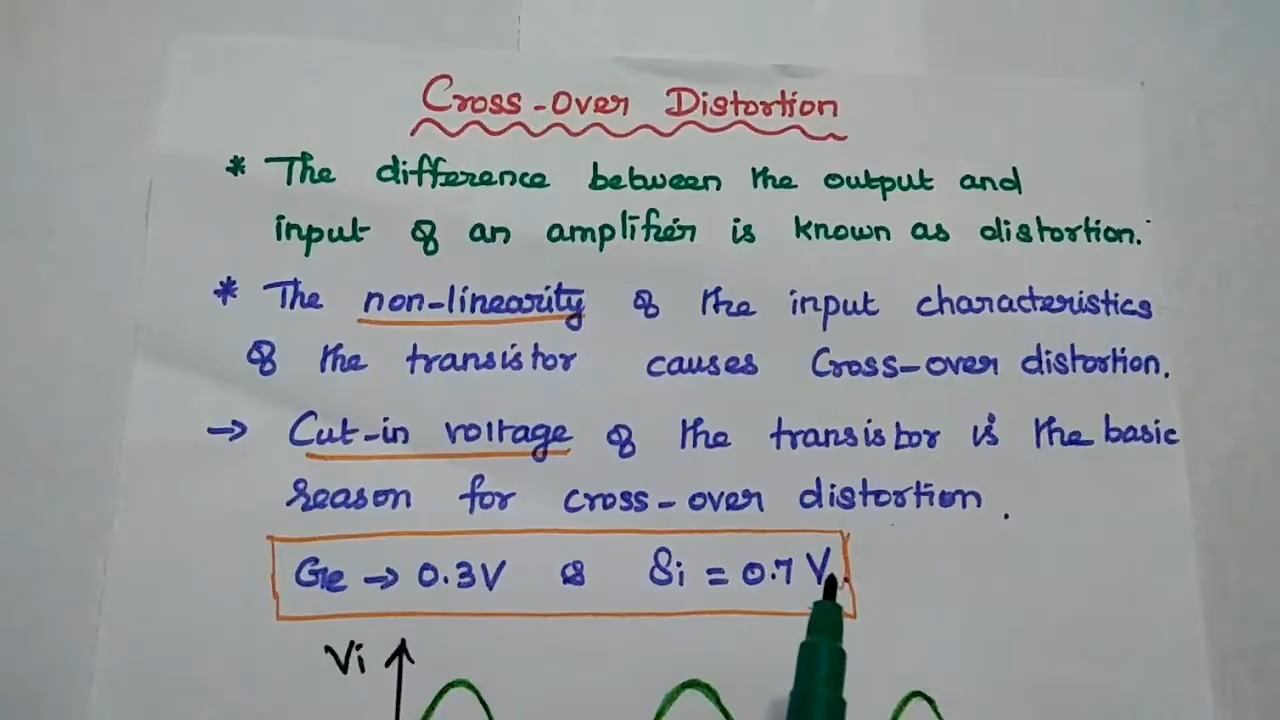 Cross-Over Distortion
* The difference between the output and
input of an amplifier is known as distortion.
* The non-linearity of the input characteristics
of the transistor causes Cross-over distortion.
→ Cut-in voltage of the transistor is the basic
reason for cross-over distortion.
Ge → 0.3V & Si = 0.7 V.
Vi